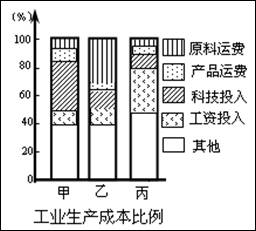 (%)
100
80
60
40
20
0
甲 乙 丙
原料运费
产品运费
科技投入
工资投入
其他
工业生产成本比例